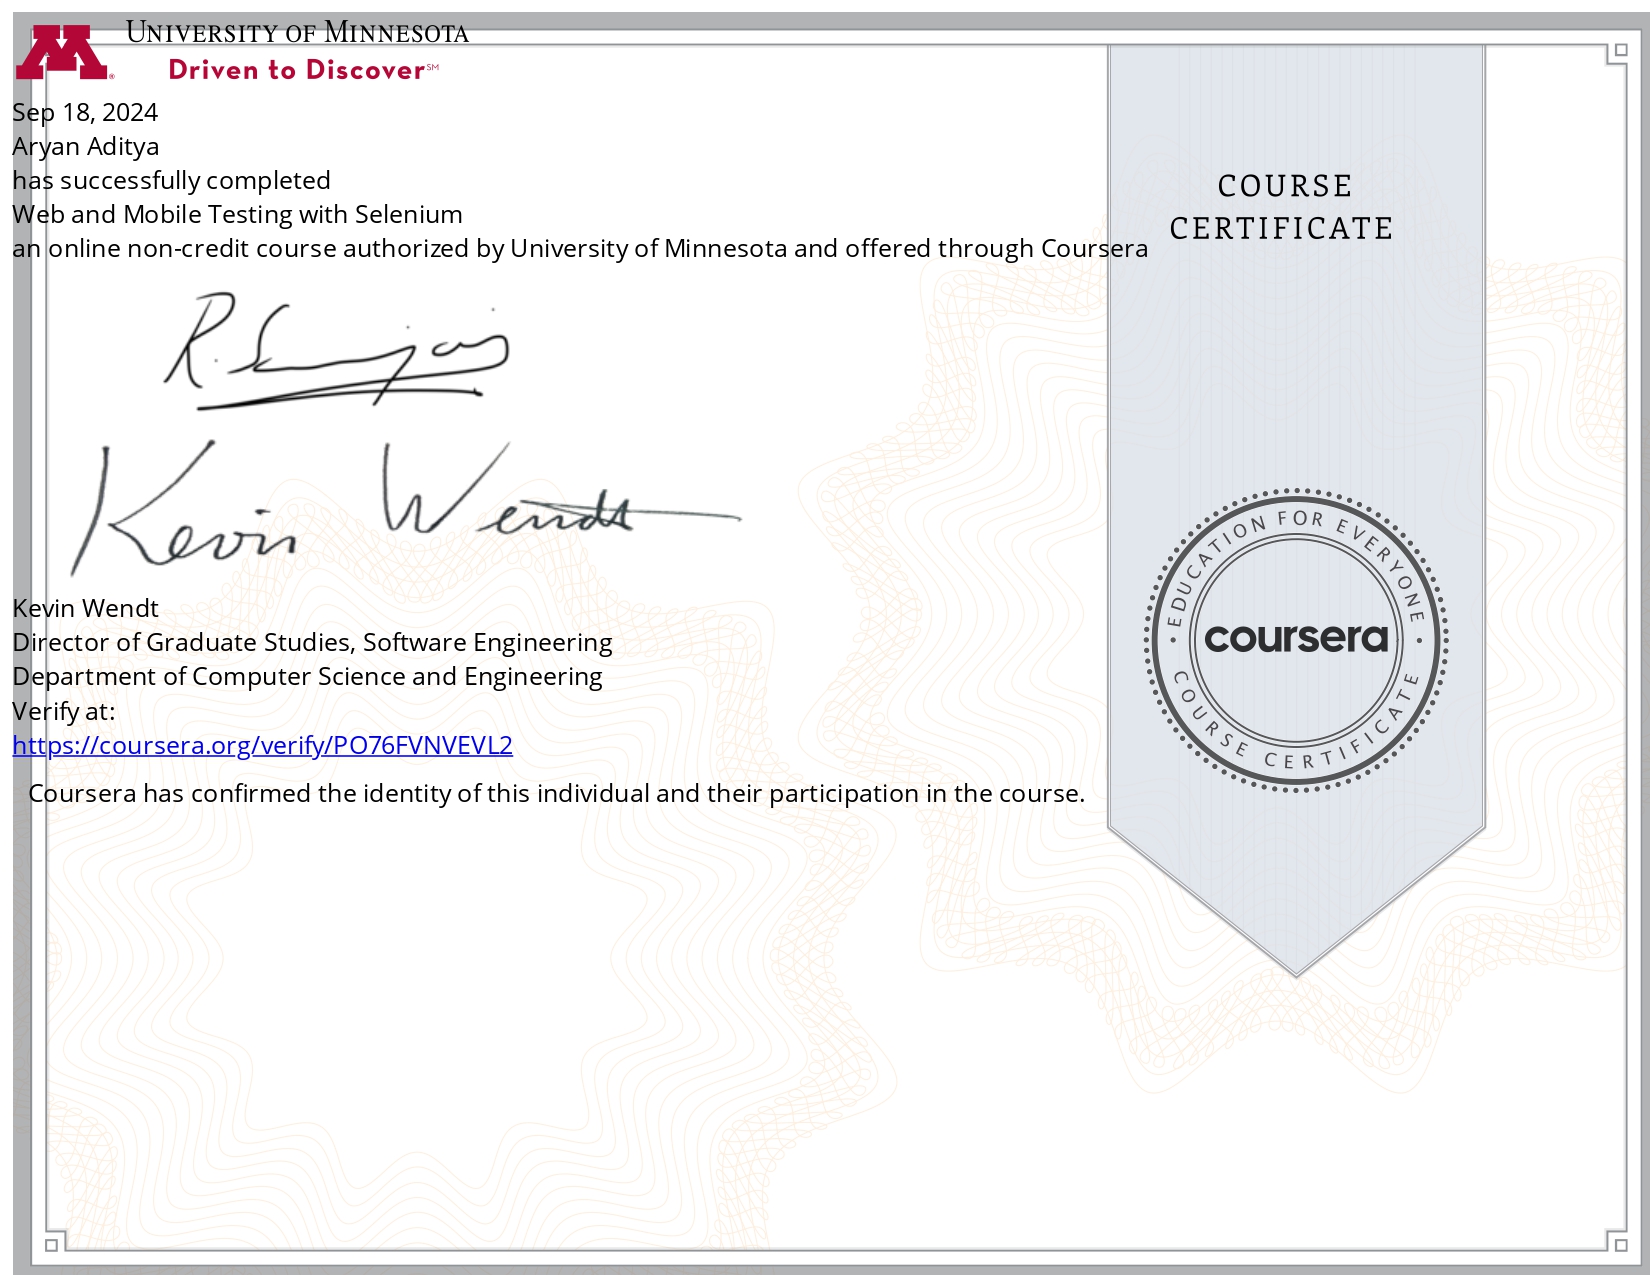 UNIVERSITY OF MINNESOTA
Driven to Discover℠
Sep 18, 2024
Aryan Aditya
has successfully completed
Web and Mobile Testing with Selenium
an online non-credit course authorized by University of Minnesota and offered through Coursera
COURSE
CERTIFICATE
Kevin Wendt
EDUCATION FOR EVERYONE
coursera
COURSE CERTIFICATE
Kevin Wendt
Director of Graduate Studies, Software Engineering
Department of Computer Science and Engineering
Verify at:
https://coursera.org/verify/PO76FVNVEVL2
Coursera has confirmed the identity of this individual and their participation in the course.